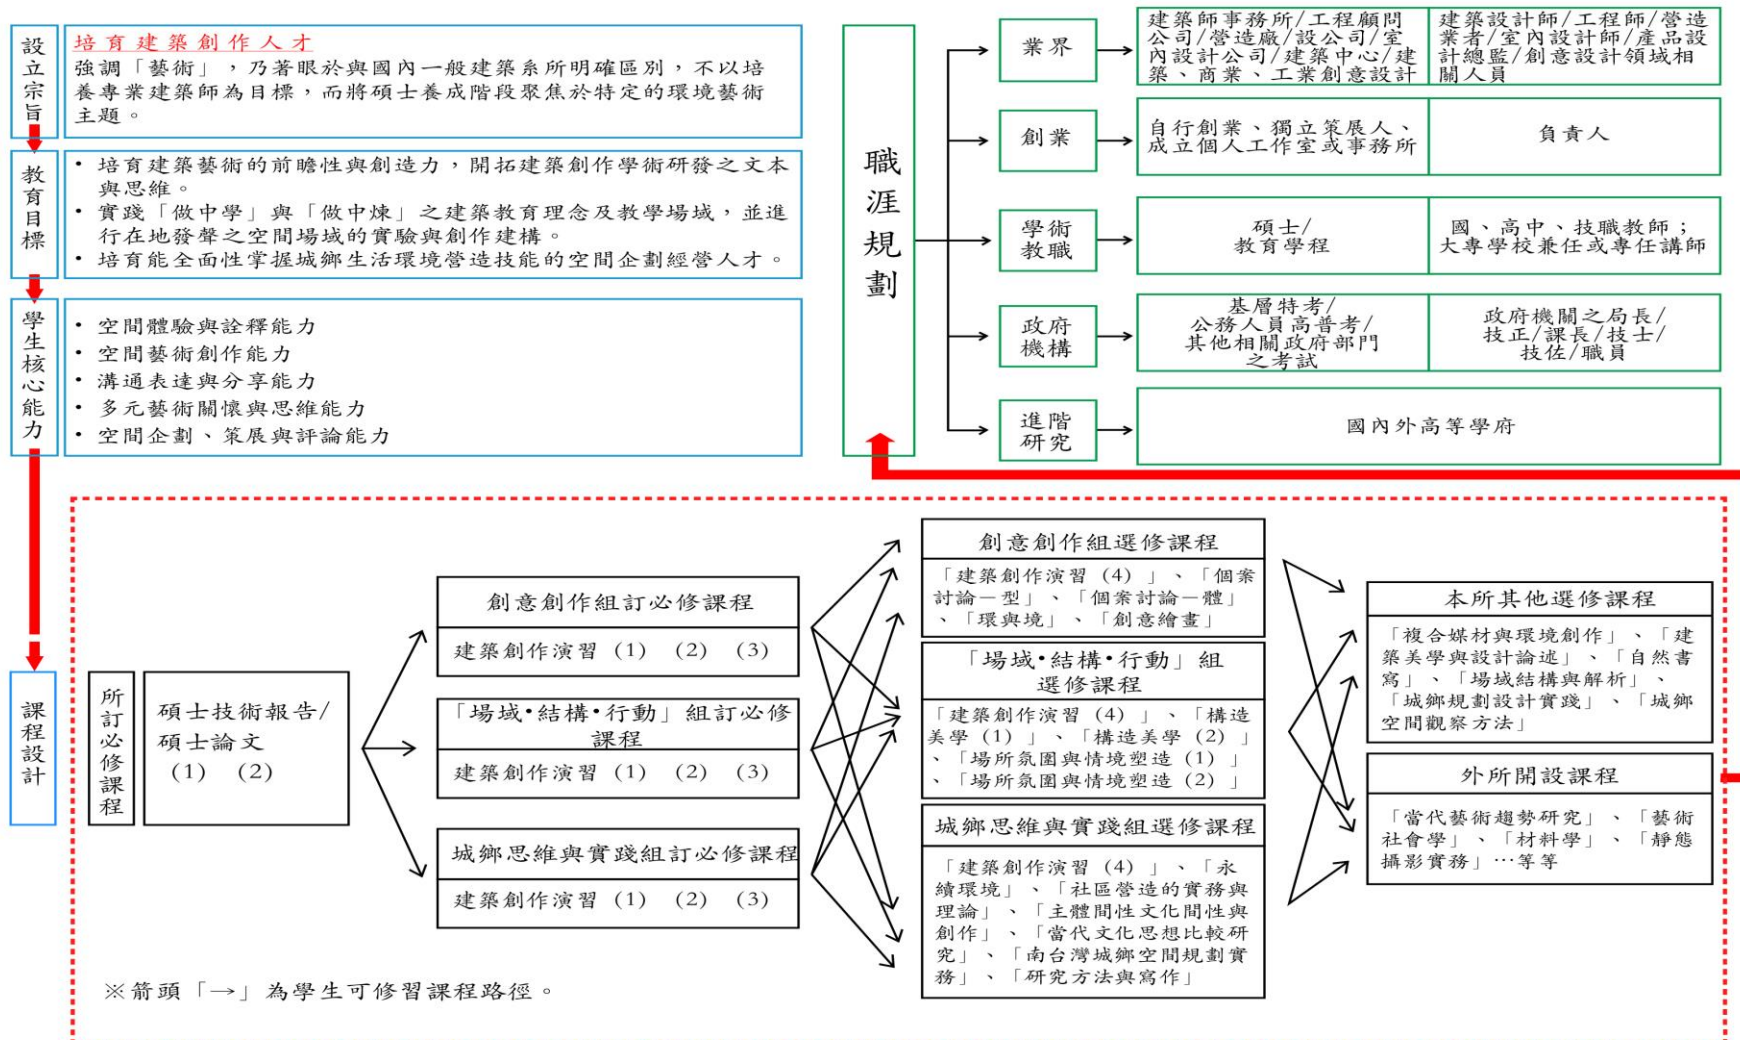 設立宗旨
培育建築創作人才
強調「藝術」，乃著眼於與國內一般建築系所明確區別，不以培
養專業建築師為目標，而將碩士養成階段聚焦於特定的環境藝術
主題。
教育目標
• 培育建築藝術的前瞻性與創造力，開拓建築創作學術研發之文本
與思維。
• 實踐「做中學」與「做中煉」之建築教育理念及教學場域，並進
行在地發聲之空間場域的實驗與創作建構。
• 培育能全面性掌握城鄉生活環境營造技能的空間企劃經營人才。
學生核心能力
• 空間體驗與詮釋能力
• 空間藝術創作能力
• 溝通表達與分享能力
• 多元藝術關懷與思維能力
• 空間企劃、策展與評論能力
職涯規劃
業界
建築師事務所/工程顧問
公司/營造廠/設公司/室
內設計公司/建築中心/建
築、商業、工業創意設計
建築設計師/工程師/營造
業者/室內設計師/產品設
計總監/創意設計領域相
關人員
創業
自行創業、獨立策展人、
成立個人工作室或事務所
負責人
學術
教職
碩士/
教育學程
國、高中、技職教師；
大專學校兼任或專任講師
政府
機構
基層特考/
公務人員高普考/
其他相關政府部門
之考試
政府機關之局長/
技正/課長/技士/
技佐/職員
進階
研究
國內外高等學府
課程設計
所訂必修課程
碩士技術報告/
碩士論文
(1) (2)
創意創作組訂必修課程
建築創作演習 (1) (2) (3)
「場域•結構•行動」組訂必修
課程
建築創作演習 (1) (2) (3)
城鄉思維與實踐組訂必修課程
建築創作演習 (1) (2) (3)
創意創作組選修課程
「建築創作演習 (4) 」、「個案
討論－型」、「個案討論－體」
、「環與境」、「創意繪畫」
「場域•結構•行動」組
選修課程
「建築創作演習 (4) 」、「構造
美學 (1) 」、「構造美學 (2) 」
、「場所氛圍與情境塑造 (1) 」
、「場所氛圍與情境塑造 (2) 」
城鄉思維與實踐組選修課程
「建築創作演習 (4) 」、「永
續環境」、「社區營造的實務與
理論」、「主體間性文化間性與
創作」、「當代文化思想比較研
究」、「南台灣城鄉空間規劃實
務」、「研究方法與寫作」
本所其他選修課程
「複合媒材與環境創作」、「建
築美學與設計論述」、「自然書
寫」、「場域結構與解析」、
「城鄉規劃設計實踐」、「城鄉
空間觀察方法」
外所開設課程
「當代藝術趨勢研究」、「藝術
社會學」、「材料學」、「靜態
攝影實務」…等等
※箭頭「→」為學生可修習課程路徑。